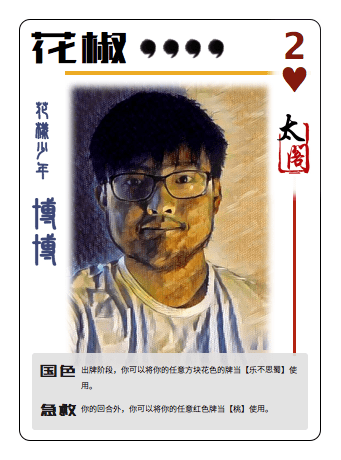 花椒
2
太阁
花样少年
博博
国色 出牌阶段，你可以将你的任意方块花色的牌当【乐不思蜀】使
用。
急救 你的回合外，你可以将你的任意红色牌当【桃】使用。